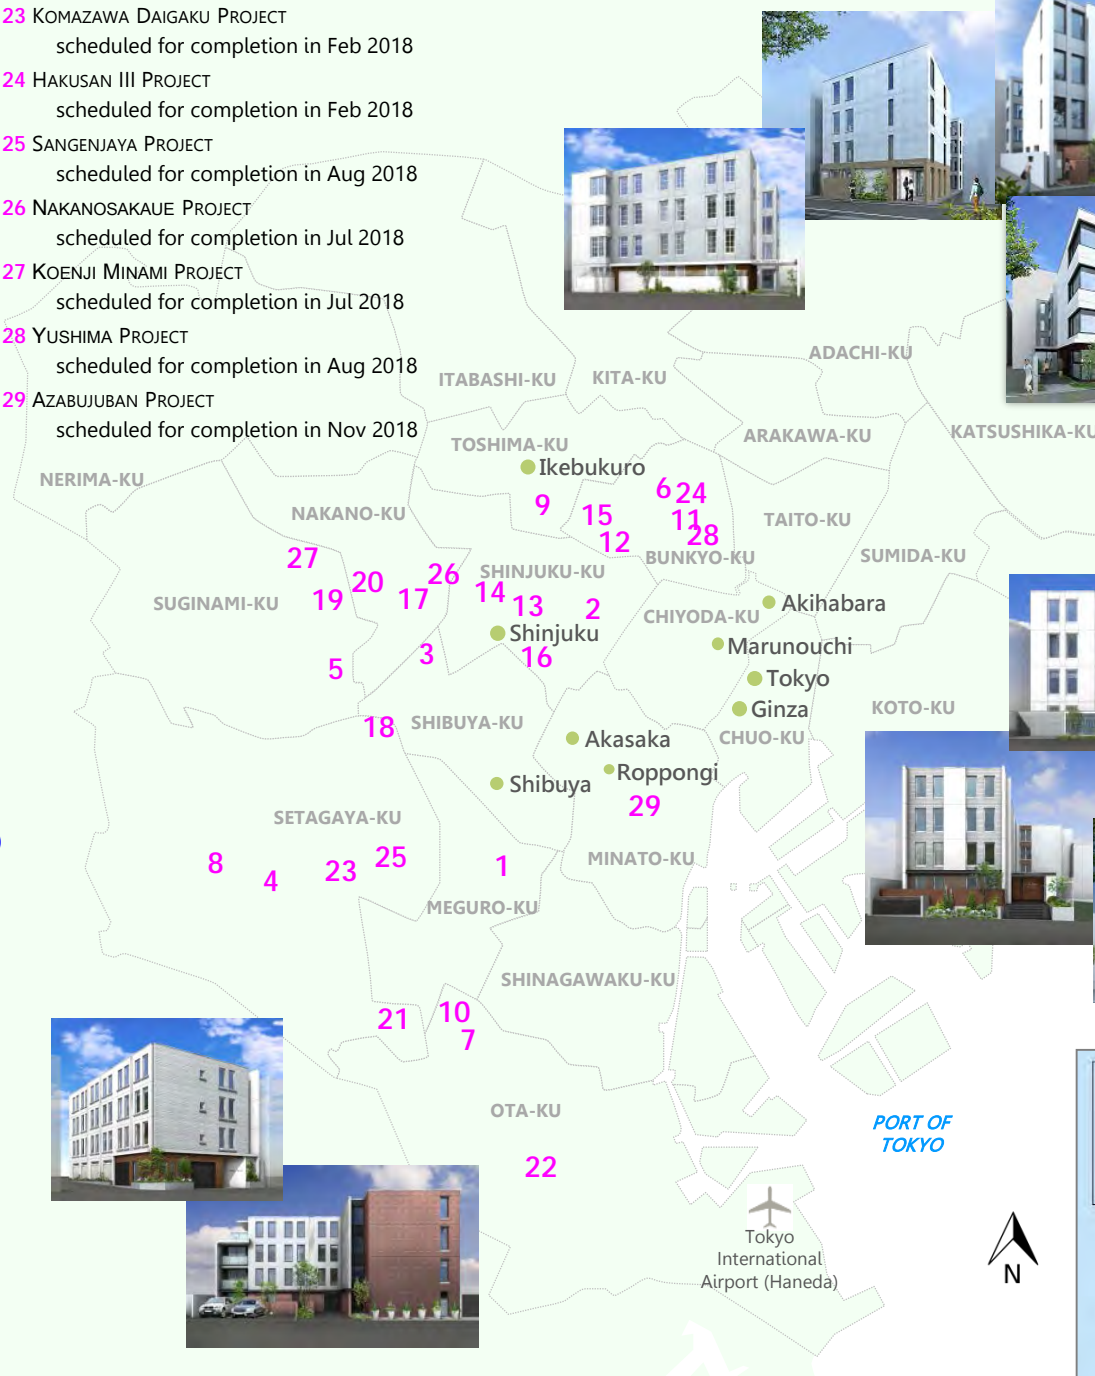 23 KOMAZAWA DAIGAKU PROJECT
scheduled for completion in Feb 2018
24 HAKUSAN III PROJECT
scheduled for completion in Feb 2018
25 SANGENJAYA PROJECT
scheduled for completion in Aug 2018
26 NAKANOSAKAUE PROJECT
scheduled for completion in Jul 2018
27 KOENJI MINAMI PROJECT
scheduled for completion in Jul 2018
28 YUSHIMA PROJECT
scheduled for completion in Aug 2018
29 AZABUJUBAN PROJECT
scheduled for completion in Nov 2018
ADACHI-KU
ITABASHI-KU
KITA-KU
TOSHIMA-KU
ARAKAWA-KU
KATSUSHIKA-KU
Ikebukuro
NERIMA-KU
6
24
9
NAKANO-KU
15
11
TAITO-KU
28
12
27
BUNKYO-KU
SUMIDA-KU
26
SHINJUKU-KU
20
14
SUGINAMI-KU
19
17
13
2
Akihabara
CHIYODA-KU
Shinjuku
Marunouchi
3
16
5
Tokyo
Ginza
KOTO-KU
18
SHIBUYA-KU
Akasaka
CHUO-KU
Roppongi
Shibuya
29
SETAGAYA-KU
8
25
1
MINATO-KU
4
23
MEGURO-KU
SHINAGAWAKU-KU
21
10
7
OTA-KU
PORT OF
TOKYO
22
Tokyo
International
Airport (Haneda)
N